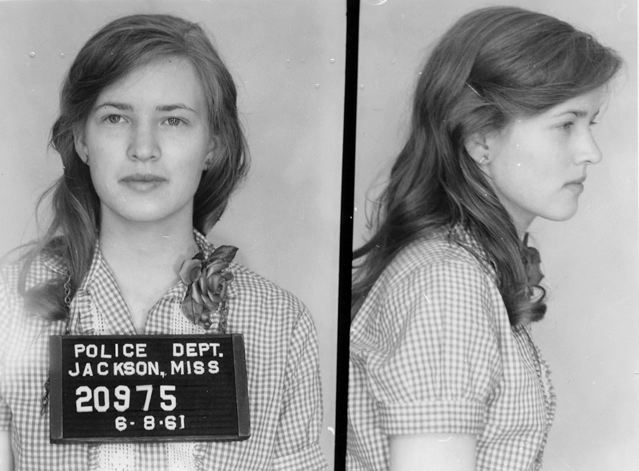 POLICE DEPT.
JACKSON, MISS
20975
6-8-61